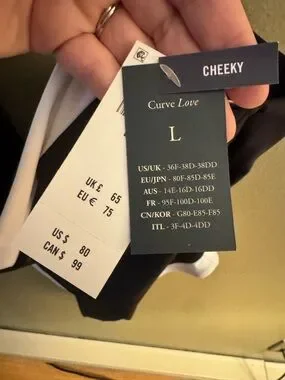 CHEEKY
Curve Love
L
US/UK - 36F-38D-38DD
EU/JPN - 80F-85D-85E
AUS - 14E-16D-16DD
FR - 95F-100D-100E
CN/KOR - G80-E85-F85
ITL - 3F-4D-4DD
UK £ 65
EU € 75
US $ 80
CAN $ 99